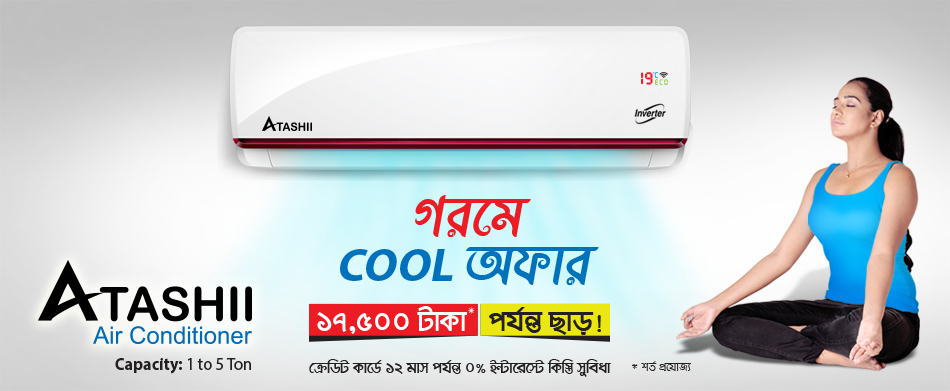 19°C
ECO
Inverter
ATASHII
গরমে
COOL অফার
১৭,৫০০ টাকা* পর্যন্ত ছাড়!
ক্রেডিট কার্ডে ১২ মাস পর্যন্ত ০% ইন্টারেস্টে কিস্তি সুবিধা * শর্ত প্রযোজ্য
ATASHII
Air Conditioner
Capacity: 1 to 5 Ton